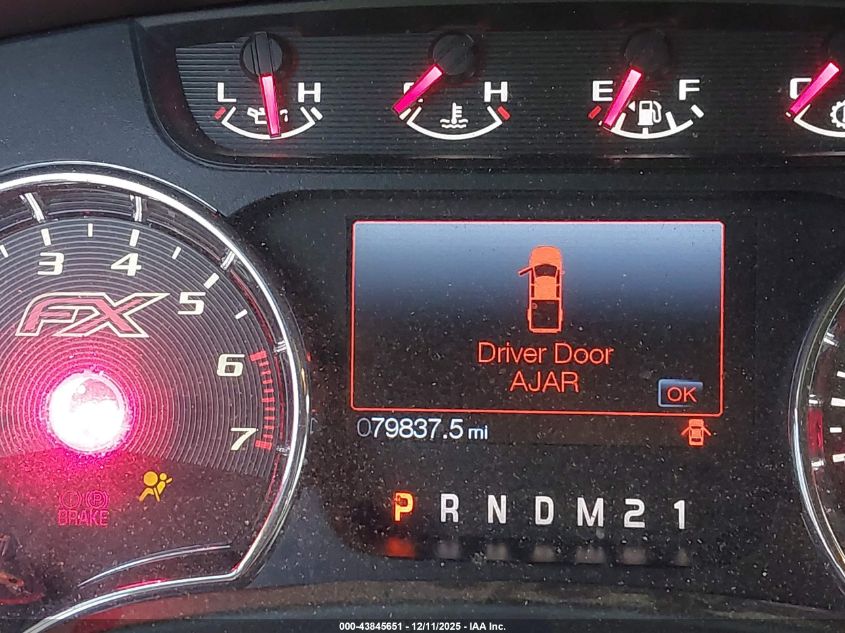 L H
H
E F
C
3 4 5 6 7
FX
Driver Door
AJAR
OK
079837.5 mi
P
BRAKE
P R N D M 2 1
000-43845651 - 12/11/2025 - IAA Inc.